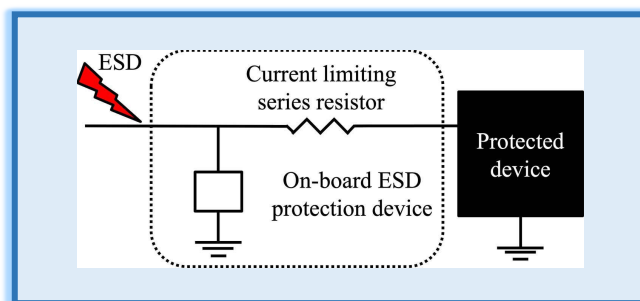 ESD
Current limiting
series resistor
On-board ESD
protection device
Protected
device